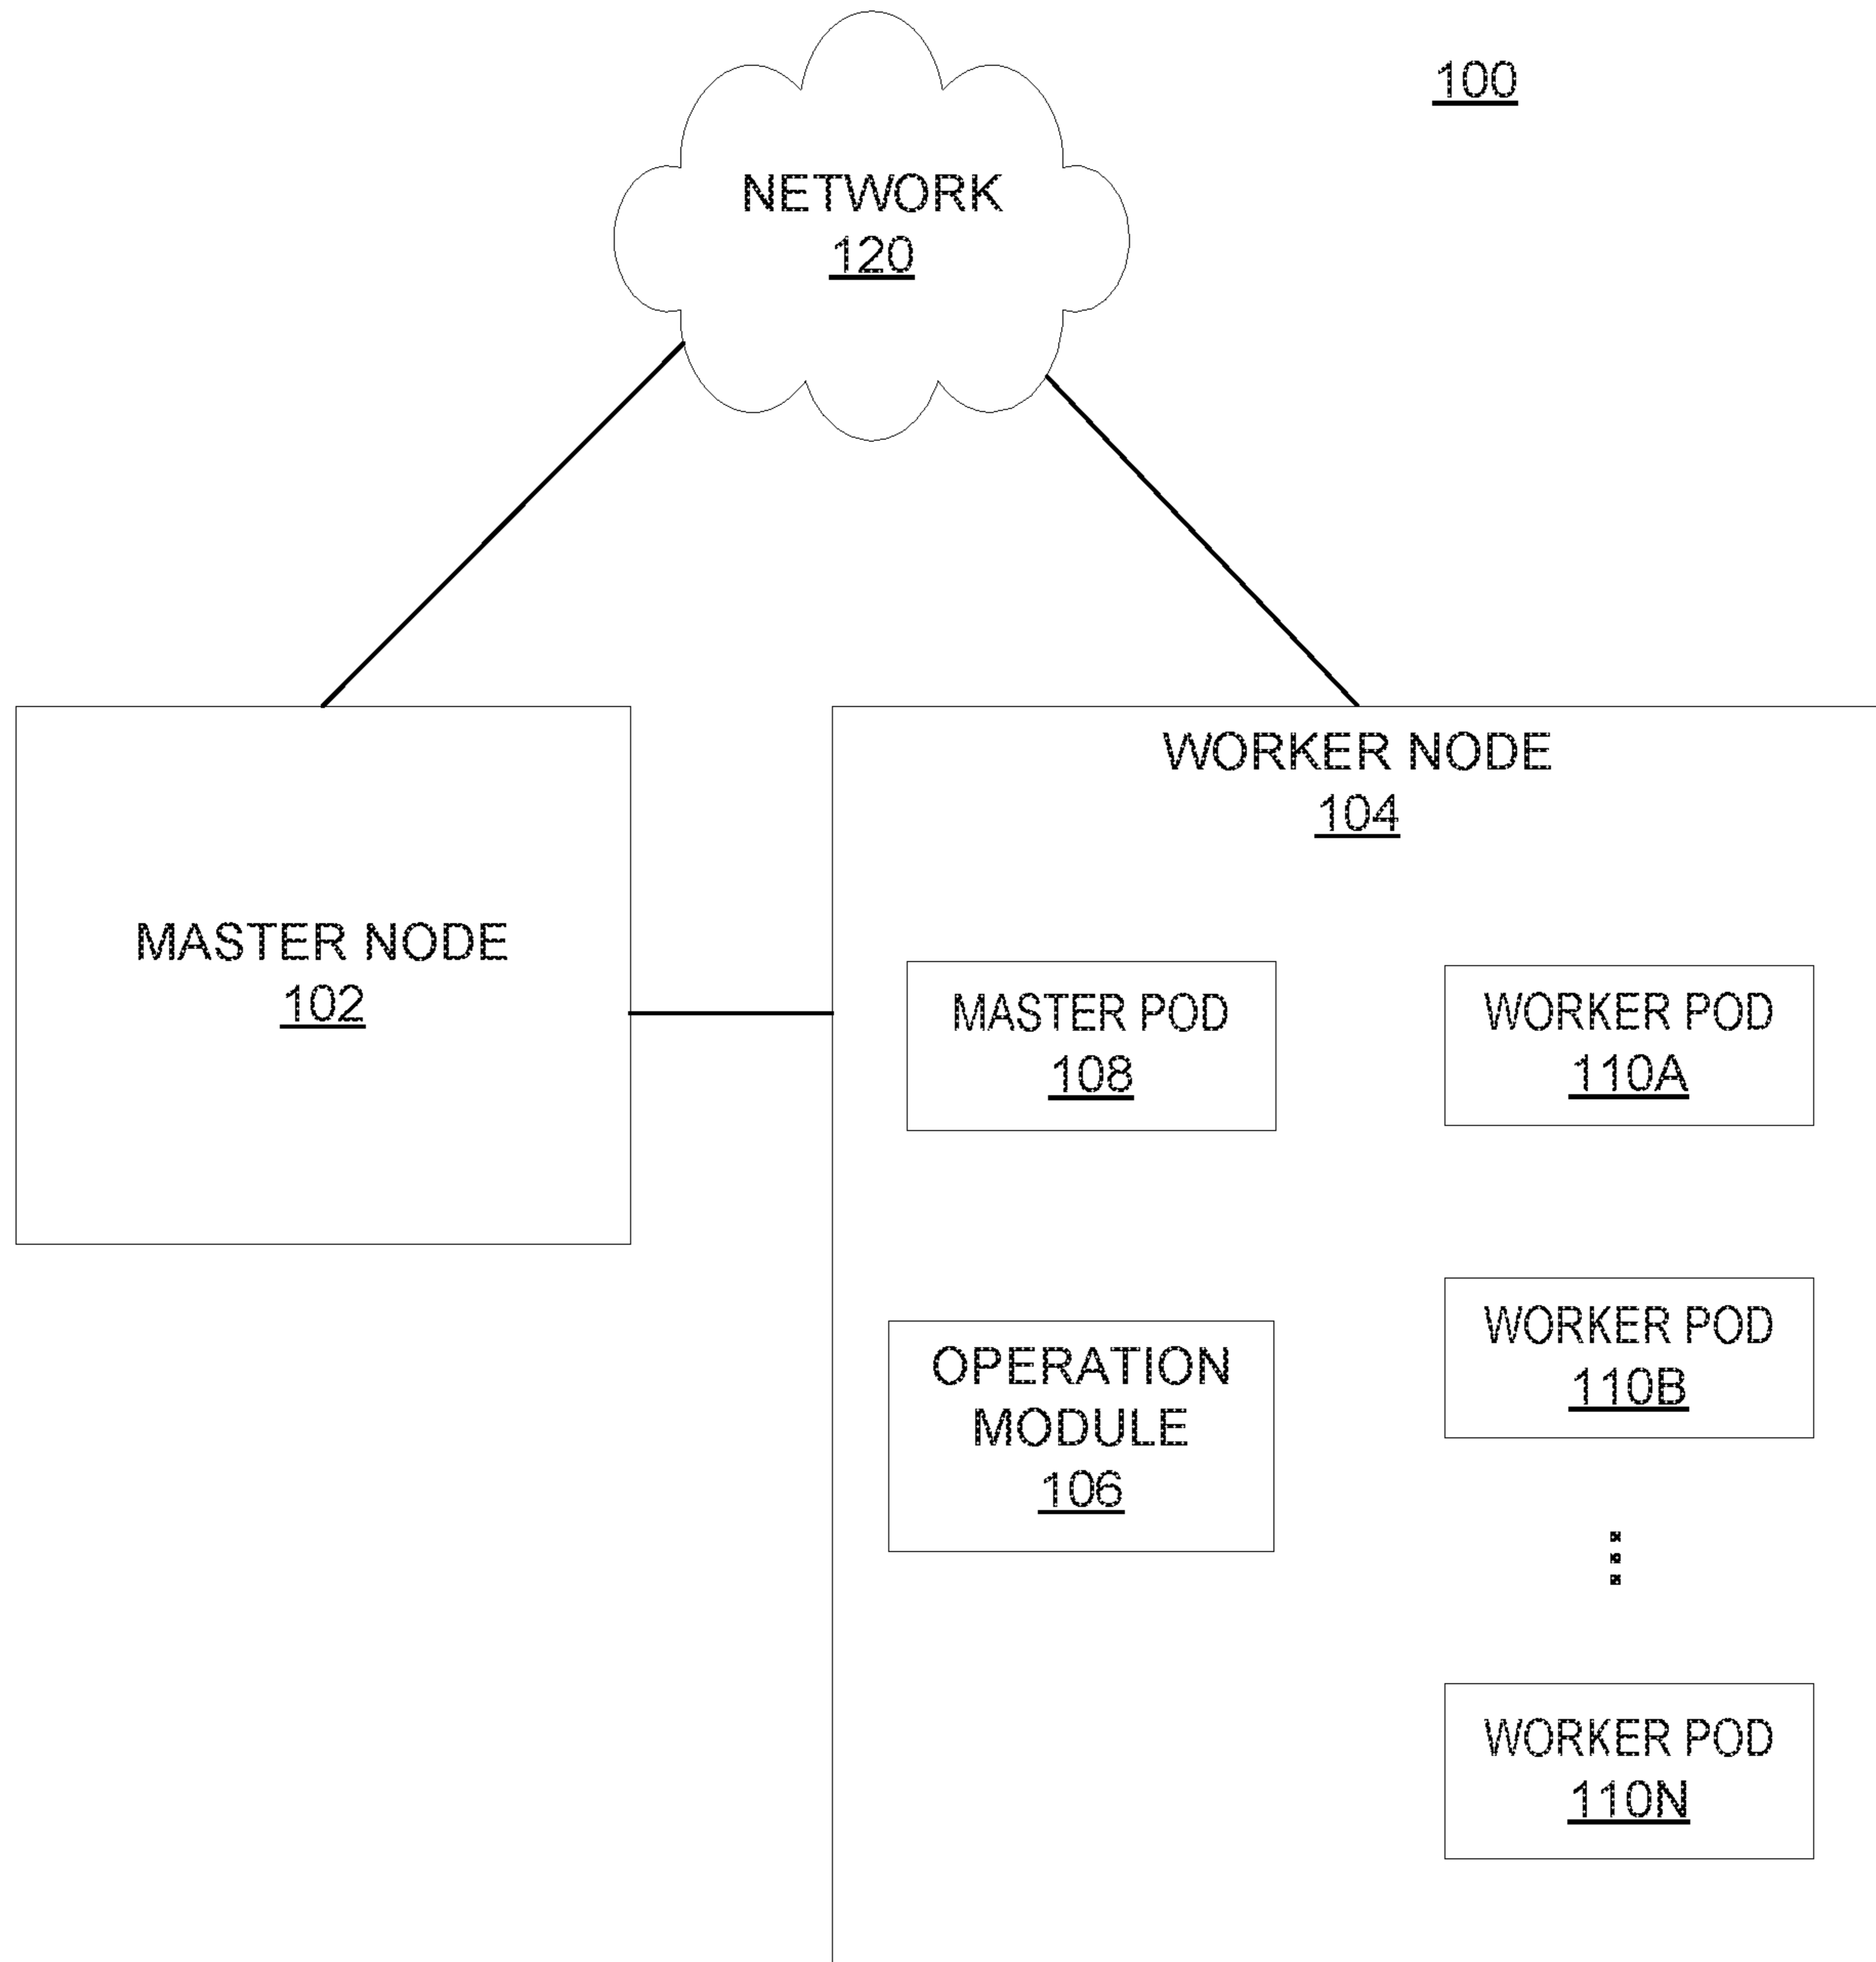 100
NETWORK
120
WORKER NODE
104
MASTER NODE
102
MASTER POD
108
WORKER POD
110A
OPERATION
MODULE
106
WORKER POD
110B
WORKER POD
110N